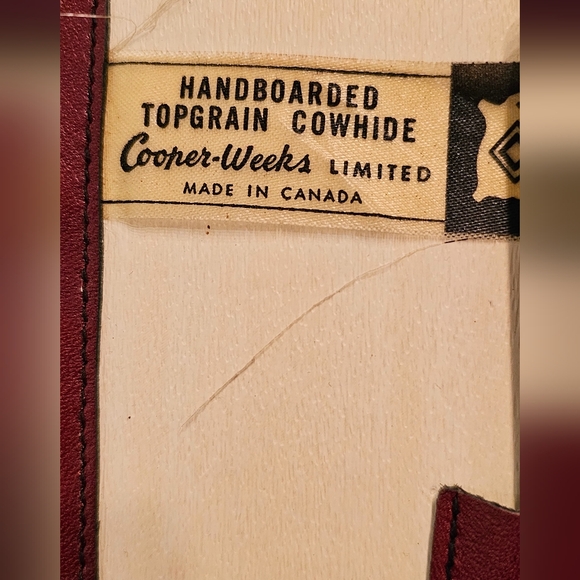 HANDBOARDED
TOPGRAIN COWHIDE
Cooper-Weeks LIMITED
MADE IN CANADA